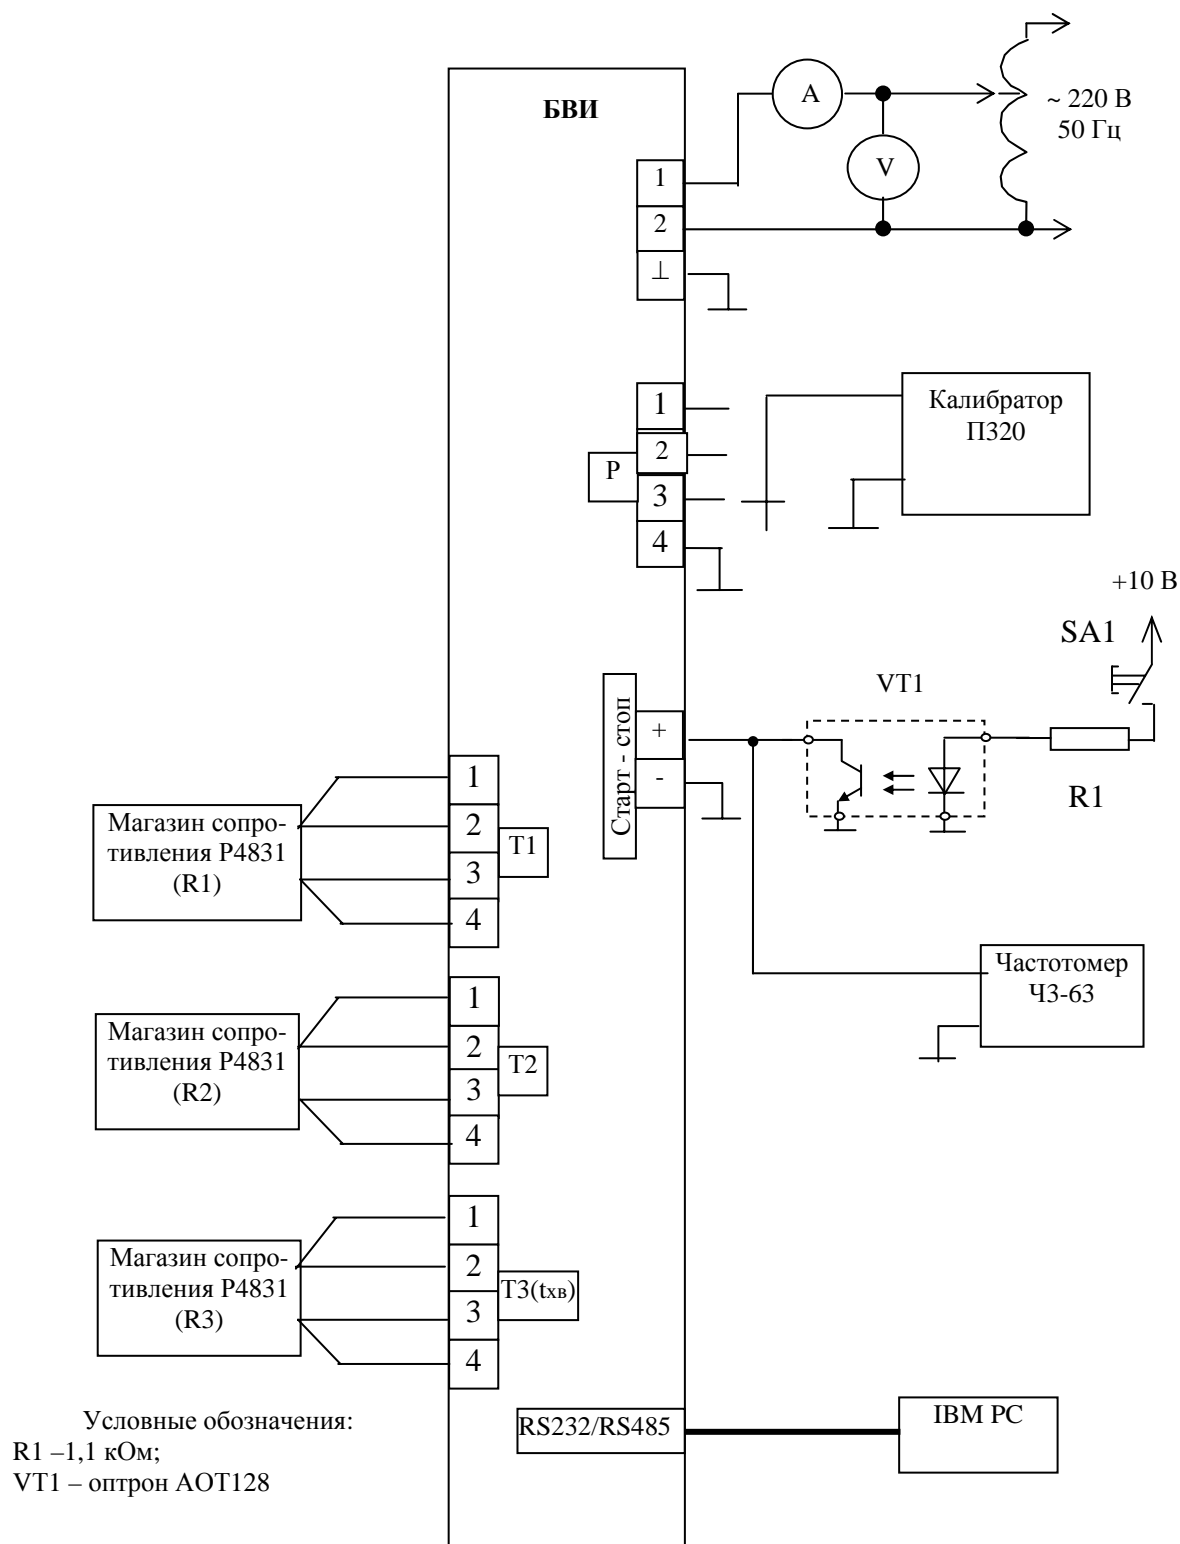 БВИ
A
V
~ 220 В
50 Гц
1
2
⊥
1
2
3
4
Р
Калибратор
П320
+10 В
SA1
VT1
R1
Старт - стоп
+
-
Магазин сопро-
тивления Р4831
(R1)
1
2
3
4
Т1
Частотомер
Ч3-63
Магазин сопро-
тивления Р4831
(R2)
1
2
3
4
Т2
Магазин сопро-
тивления Р4831
(R3)
1
2
3
4
Т3(tхв)
RS232/RS485
IBM PC
Условные обозначения:
R1 –1,1 кОм;
VT1 – оптрон АОТ128